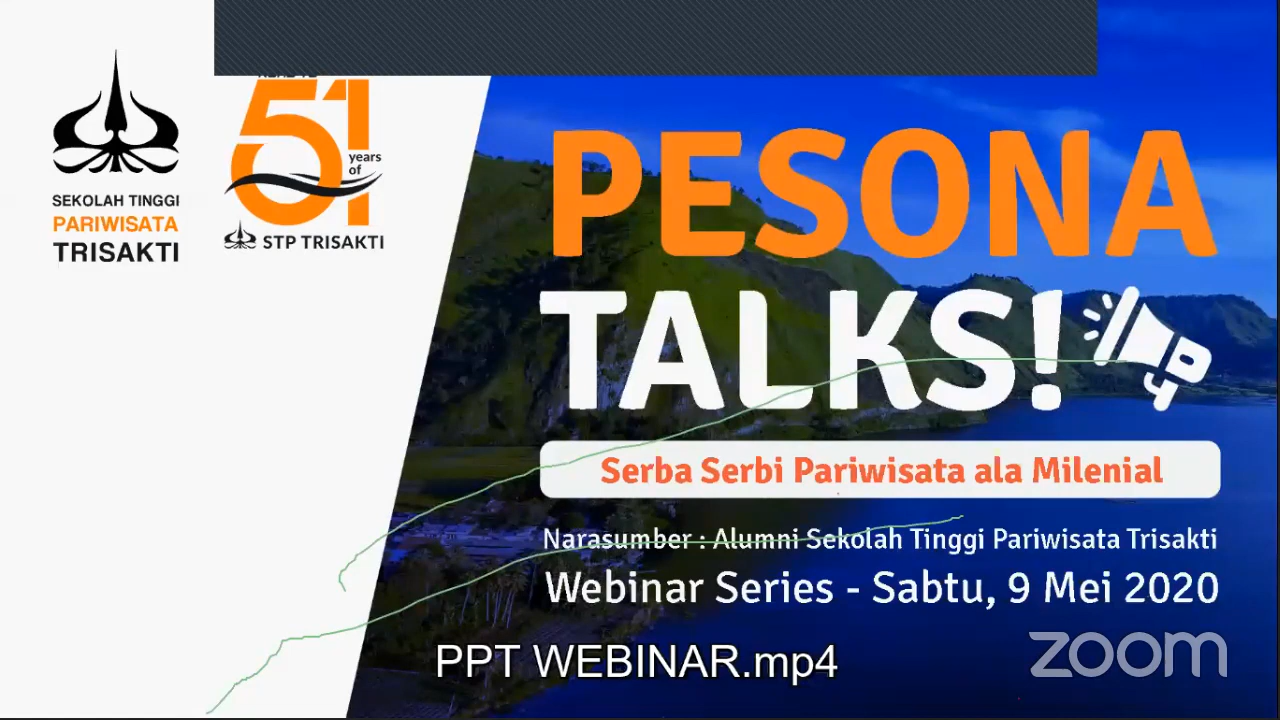 SEKOLAH TINGGI
PARIWISATA
TRISAKTI
51
years
of
STP TRISAKTI
PESONA
TALKS!
Serba Serbi Pariwisata ala Milenial
Narasumber : Alumni Sekolah Tinggi Pariwisata Trisakti
Webinar Series - Sabtu, 9 Mei 2020
PPT WEBINAR.mp4
zoom